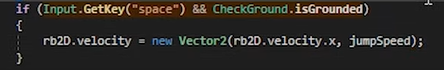 if (Input.GetKey("space") && CheckGround.isGrounded)
{
rb2D.velocity = new Vector2(rb2D.velocity.x, jumpSpeed);
}